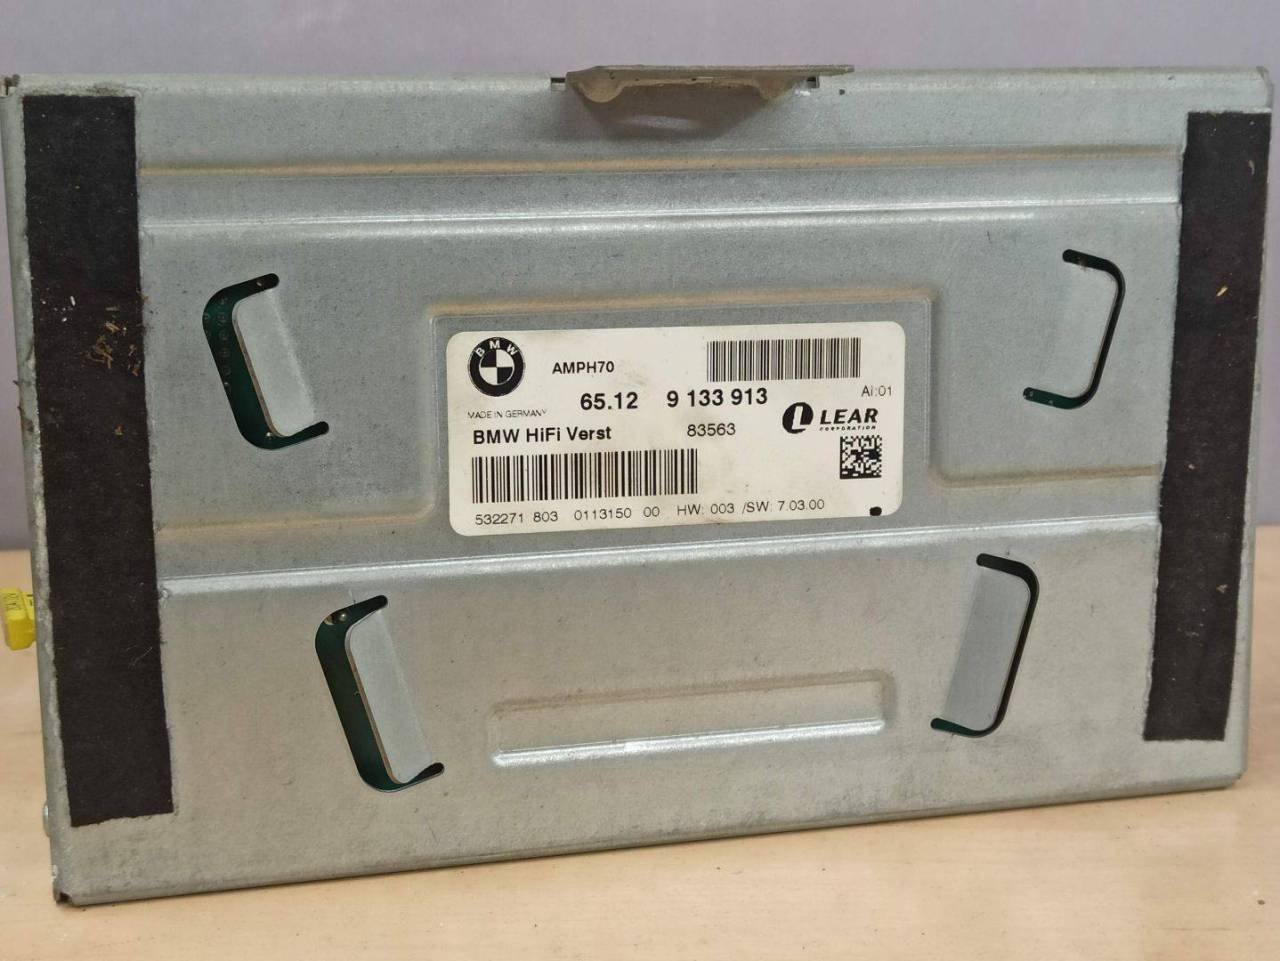 BMW
AMPH70
65.12 9 133 913
AI:01
MADE IN GERMANY
BMW HiFi Verst 83563
LEAR
CORPORATION
532271 803 0113150 00 HW: 003 /SW: 7.03.00